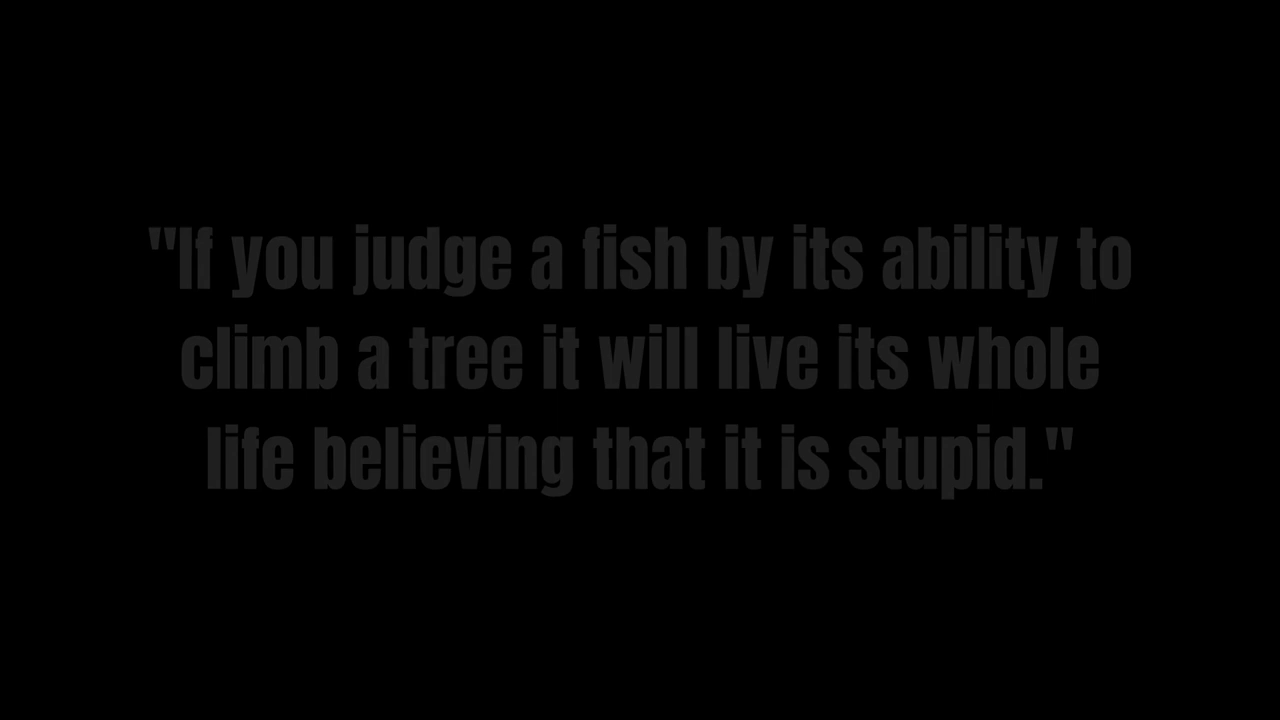 "If you judge a fish by its ability to
climb a tree it will live its whole
life believing that it is stupid."